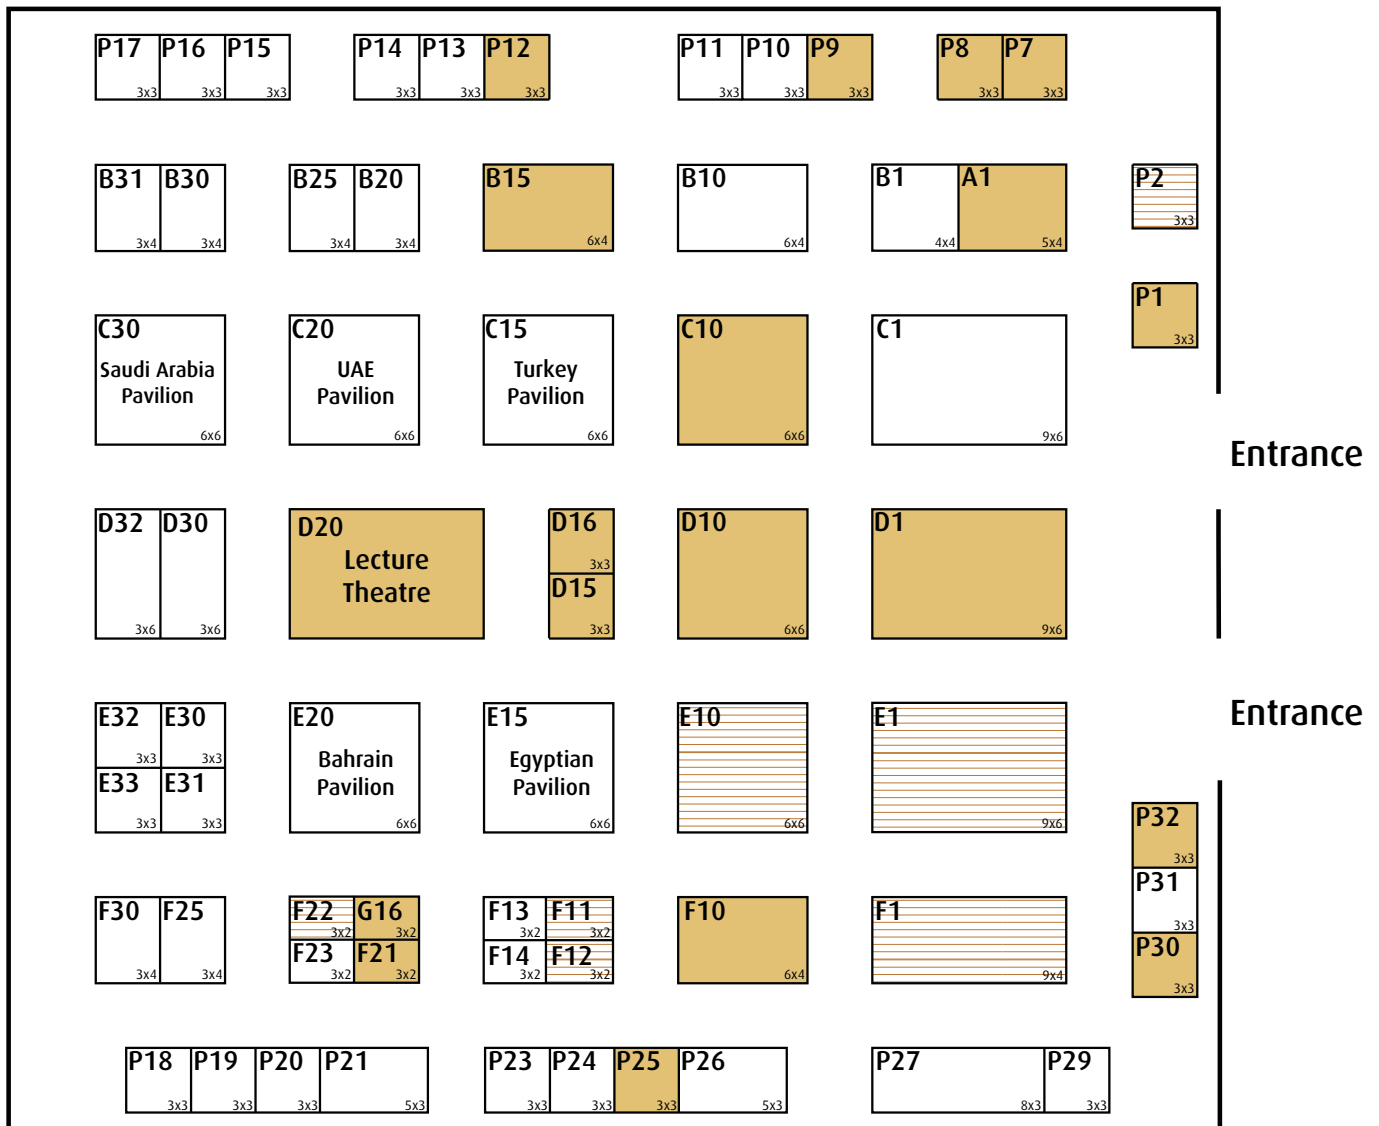 P17 P16 P15 P14 P13 P12 P11 P10 P9 P8 P7
3x3 3x3 3x3 3x3 3x3 3x3 3x3 3x3 3x3 3x3 3x3
B31 B30 B25 B20 B15 B10 B1 A1 P2
3x4 3x4 3x4 3x4 6x4 6x4 4x4 5x4 3x3
P1
3x3
C30 C20 C15 C10 C1
Saudi Arabia
Pavilion
UAE
Pavilion
Turkey
Pavilion
6x6 6x6 6x6 6x6 9x6
Entrance
D32 D30 D20 D16 D10 D1
Lecture
Theatre
3x3
D15
3x6 3x6 3x3 6x6 9x6
E32 E30 E20 E15 E10 E1
Entrance
3x3 3x3
Bahrain
Pavilion
Egyptian
Pavilion
E33 E31
3x3 3x3 6x6 6x6 6x6 9x6
P32
3x3
P31
3x3
P30
3x3
F30 F25 F22 G16 F13 F11 F10 F1
3x2 3x2 3x2 3x2
F23 F21 F14 F12
3x4 3x4 3x2 3x2 3x2 3x2 6x4 9x4
P18 P19 P20 P21 P23 P24 P25 P26 P27 P29
3x3 3x3 3x3 5x3 3x3 3x3 3x3 5x3 8x3 3x3